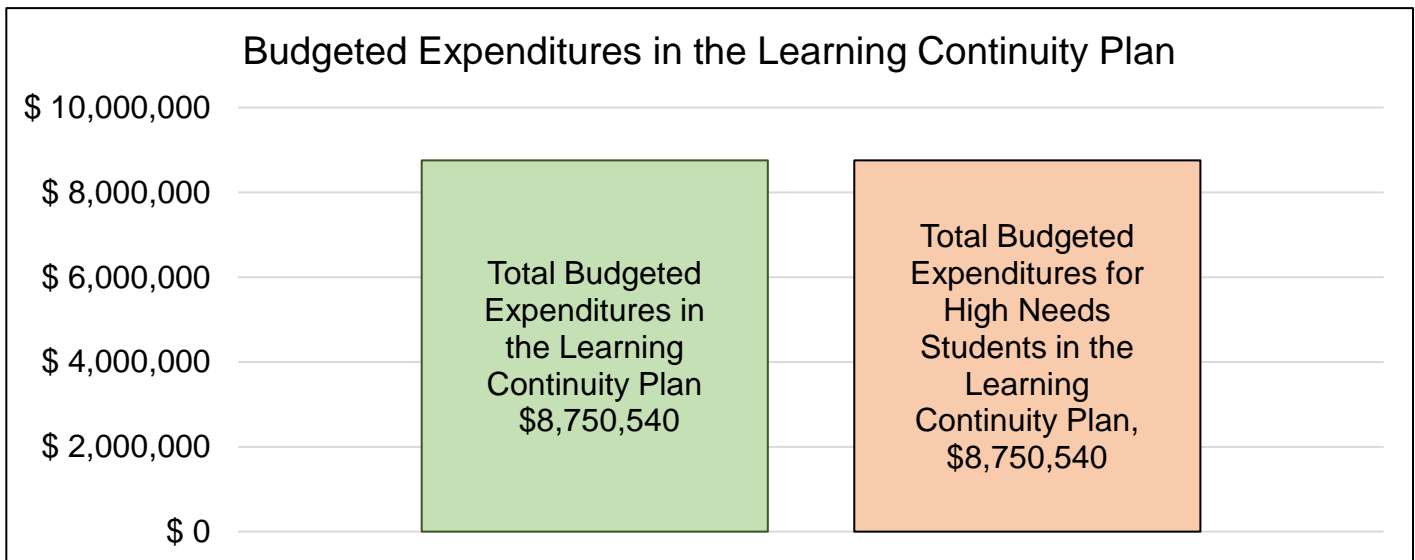 Budgeted Expenditures in the Learning Continuity Plan
$ 10,000,000
$ 8,000,000
$ 6,000,000
$ 4,000,000
$ 2,000,000
$ 0
Total Budgeted
Expenditures in
the Learning
Continuity Plan
$8,750,540
Total Budgeted
Expenditures for
High Needs
Students in the
Learning
Continuity Plan,
$8,750,540